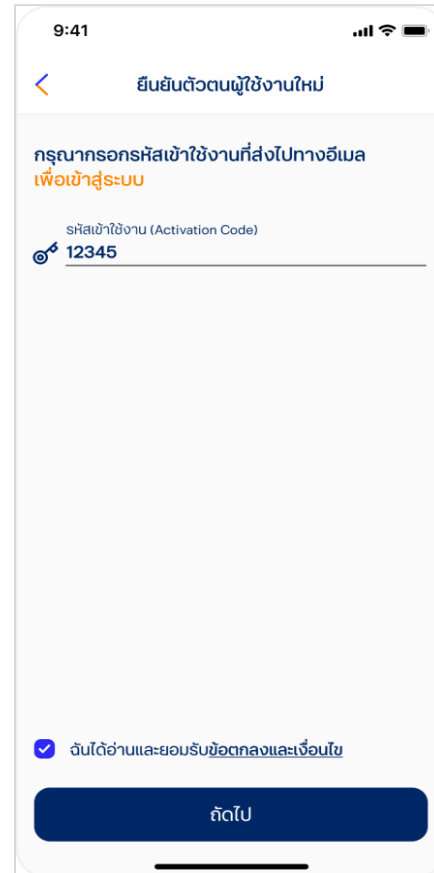 9:41
ยืนยันตัวตนผู้ใช้งานใหม่
กรุณากรอกรหัสเข้าใช้งานที่ส่งไปทางอีเมล
เพื่อเข้าสู่ระบบ
รหัสเข้าใช้งาน (Activation Code)
12345
ฉันได้อ่านและยอมรับข้อตกลงและเงื่อนไข
ถัดไป